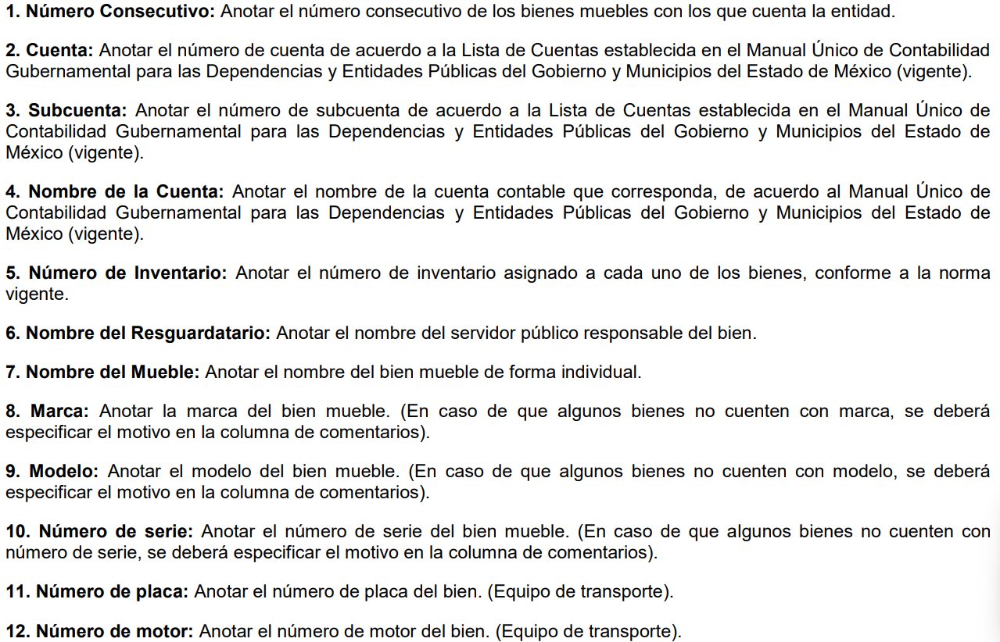 1. Número Consecutivo: Anotar el número consecutivo de los bienes muebles con los que cuenta la entidad.
2. Cuenta: Anotar el número de cuenta de acuerdo a la Lista de Cuentas establecida en el Manual Único de Contabilidad
Gubernamental para las Dependencias y Entidades Públicas del Gobierno y Municipios del Estado de México (vigente).
3. Subcuenta: Anotar el número de subcuenta de acuerdo a la Lista de Cuentas establecida en el Manual Único de
Contabilidad Gubernamental para las Dependencias y Entidades Públicas del Gobierno y Municipios del Estado de
México (vigente).
4. Nombre de la Cuenta: Anotar el nombre de la cuenta contable que corresponda, de acuerdo al Manual Único de
Contabilidad Gubernamental para las Dependencias y Entidades Públicas del Gobierno y Municipios del Estado de
México (vigente).
5. Número de Inventario: Anotar el número de inventario asignado a cada uno de los bienes, conforme a la norma
vigente.
6. Nombre del Resguardatario: Anotar el nombre del servidor público responsable del bien.
7. Nombre del Mueble: Anotar el nombre del bien mueble de forma individual.
8. Marca: Anotar la marca del bien mueble. (En caso de que algunos bienes no cuenten con marca, se deberá
especificar el motivo en la columna de comentarios).
9. Modelo: Anotar el modelo del bien mueble. (En caso de que algunos bienes no cuenten con modelo, se deberá
especificar el motivo en la columna de comentarios).
10. Número de serie: Anotar el número de serie del bien mueble. (En caso de que algunos bienes no cuenten con
número de serie, se deberá especificar el motivo en la columna de comentarios).
11. Número de placa: Anotar el número de placa del bien. (Equipo de transporte).
12. Número de motor: Anotar el número de motor del bien. (Equipo de transporte).